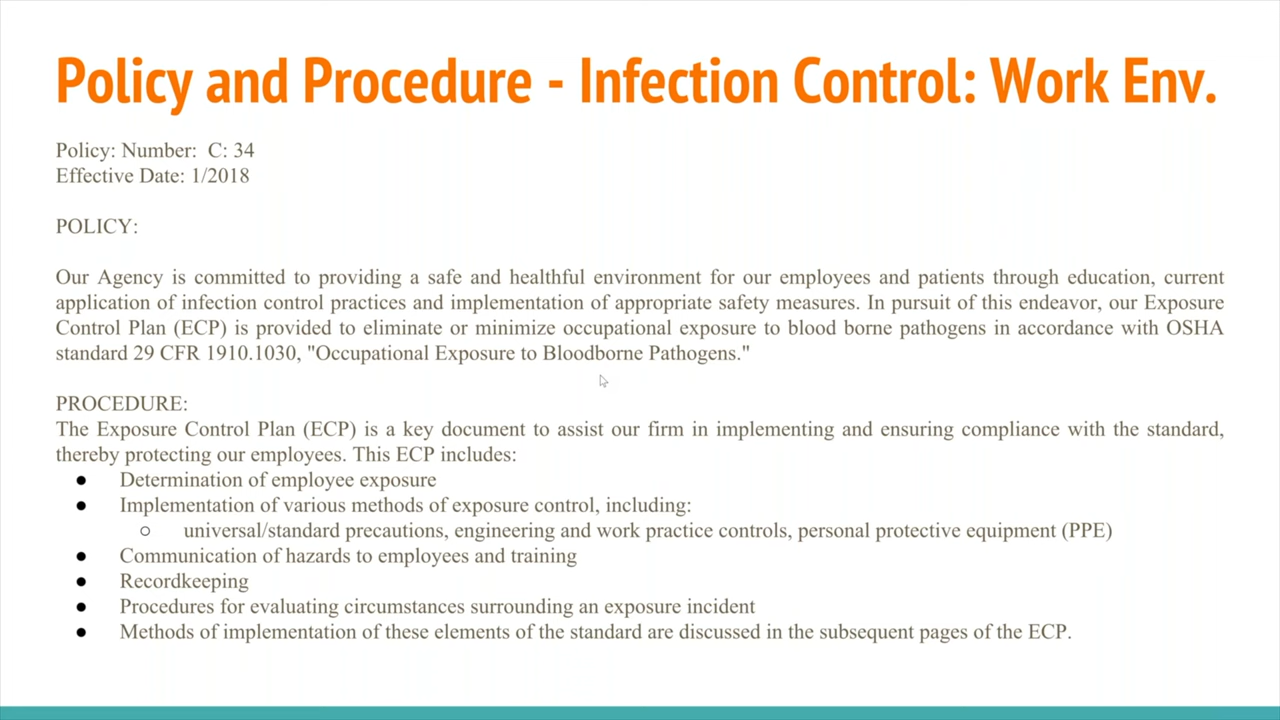 Policy and Procedure - Infection Control: Work Env.
Policy: Number: C: 34
Effective Date: 1/2018
POLICY:
Our Agency is committed to providing a safe and healthful environment for our employees and patients through education, current
application of infection control practices and implementation of appropriate safety measures. In pursuit of this endeavor, our Exposure
Control Plan (ECP) is provided to eliminate or minimize occupational exposure to blood borne pathogens in accordance with OSHA
standard 29 CFR 1910.1030, "Occupational Exposure to Bloodborne Pathogens."
PROCEDURE:
The Exposure Control Plan (ECP) is a key document to assist our firm in implementing and ensuring compliance with the standard,
thereby protecting our employees. This ECP includes:
● Determination of employee exposure
● Implementation of various methods of exposure control, including:
○ universal/standard precautions, engineering and work practice controls, personal protective equipment (PPE)
● Communication of hazards to employees and training
● Recordkeeping
● Procedures for evaluating circumstances surrounding an exposure incident
● Methods of implementation of these elements of the standard are discussed in the subsequent pages of the ECP.